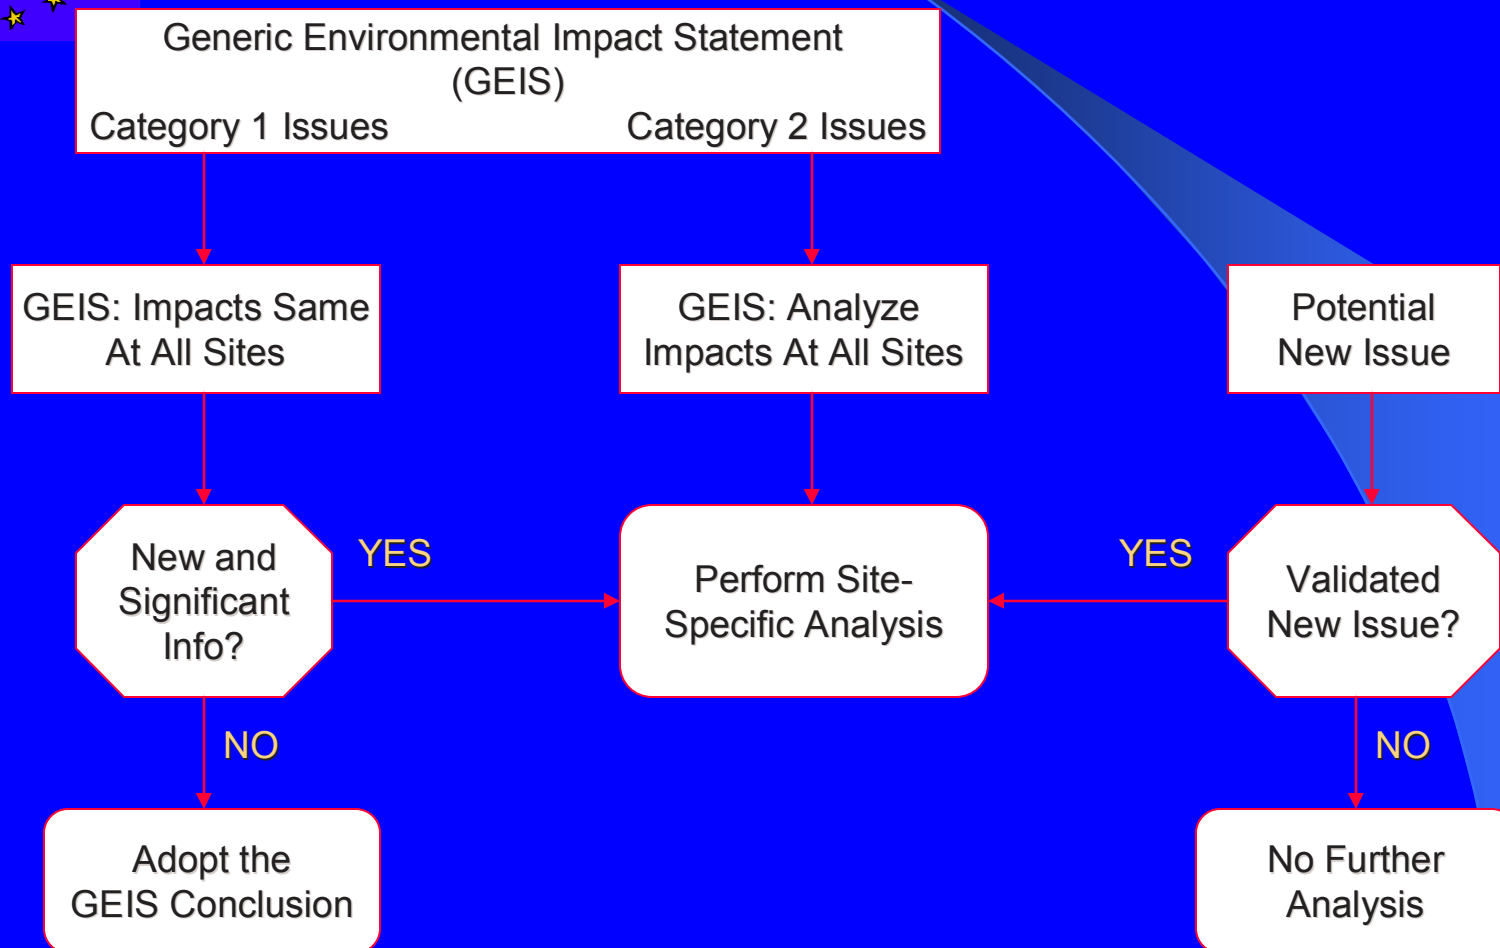 Generic Environmental Impact Statement
(GEIS)
Category 1 Issues
Category 2 Issues
GEIS: Impacts Same
At All Sites
GEIS: Analyze
Impacts At All Sites
Potential
New Issue
New and
Significant
Info?
YES
Perform Site-
Specific Analysis
YES
Validated
New Issue?
NO
NO
Adopt the
GEIS Conclusion
No Further
Analysis